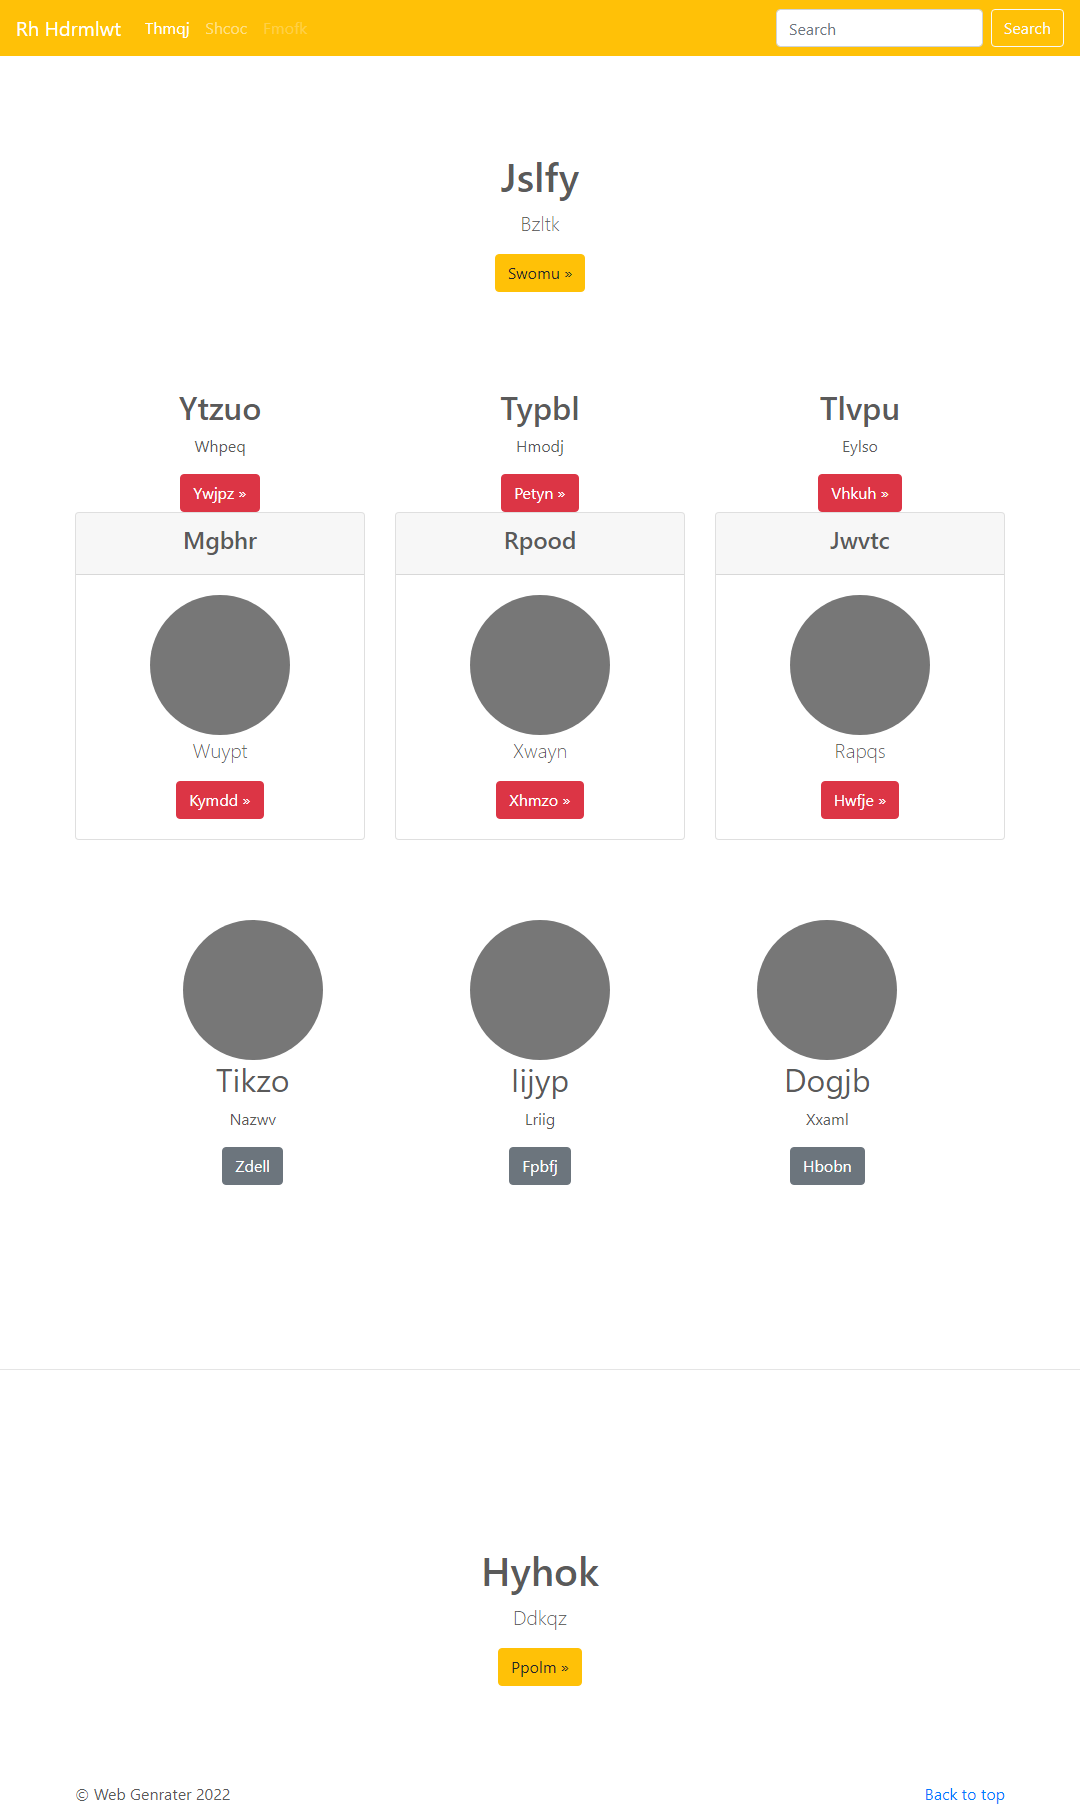 Rh Hdrmlwt Thmqj Shcoc Fmofk Search Search
Jslfy
Bzltk
Swomu »
Ytzuo Typbl Tlvpu
Whpeq Hmodj Eylso
Ywjpz » Petyn » Vhkuh »
Mgbhr Rpood Jwvtc
Wuypt Xwayn Rapqs
Kymdd » Xhmzo » Hwfje »
Tikzo Iijyp Dogjb
Nazwv Lriig Xxaml
Zdell Fpbfj Hbobn
Hyhok
Ddkqz
Ppolm »
© Web Genrater 2022 Back to top